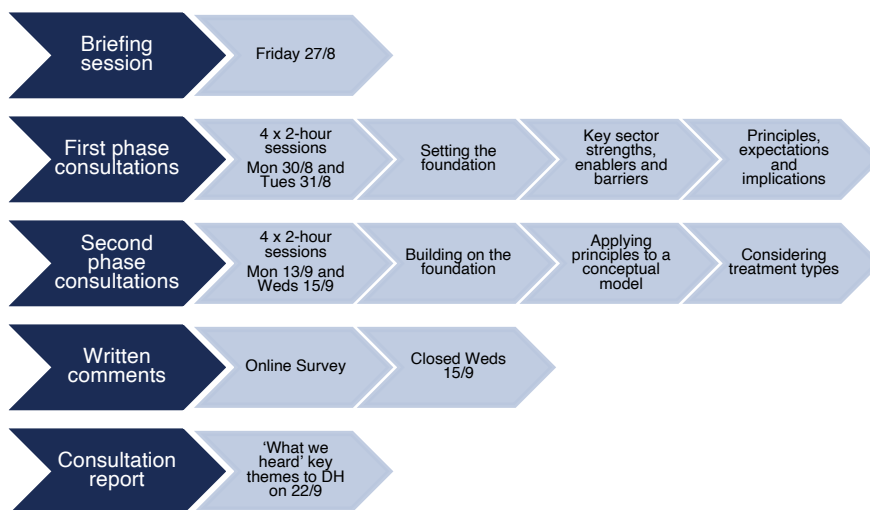 Briefing
session
Friday 27/8
First phase
consultations
4 x 2-hour
sessions
Mon 30/8 and
Tues 31/8
Setting the
foundation
Key sector
strengths,
enablers and
barriers
Principles,
expectations
and
implications
Second
phase
consultations
4 x 2-hour
sessions
Mon 13/9 and
Weds 15/9
Building on the
foundation
Applying
principles to a
conceptual
model
Considering
treatment types
Written
comments
Online Survey
Closed Weds
15/9
Consultation
report
‘What we
heard’ key
themes to DH
on 22/9